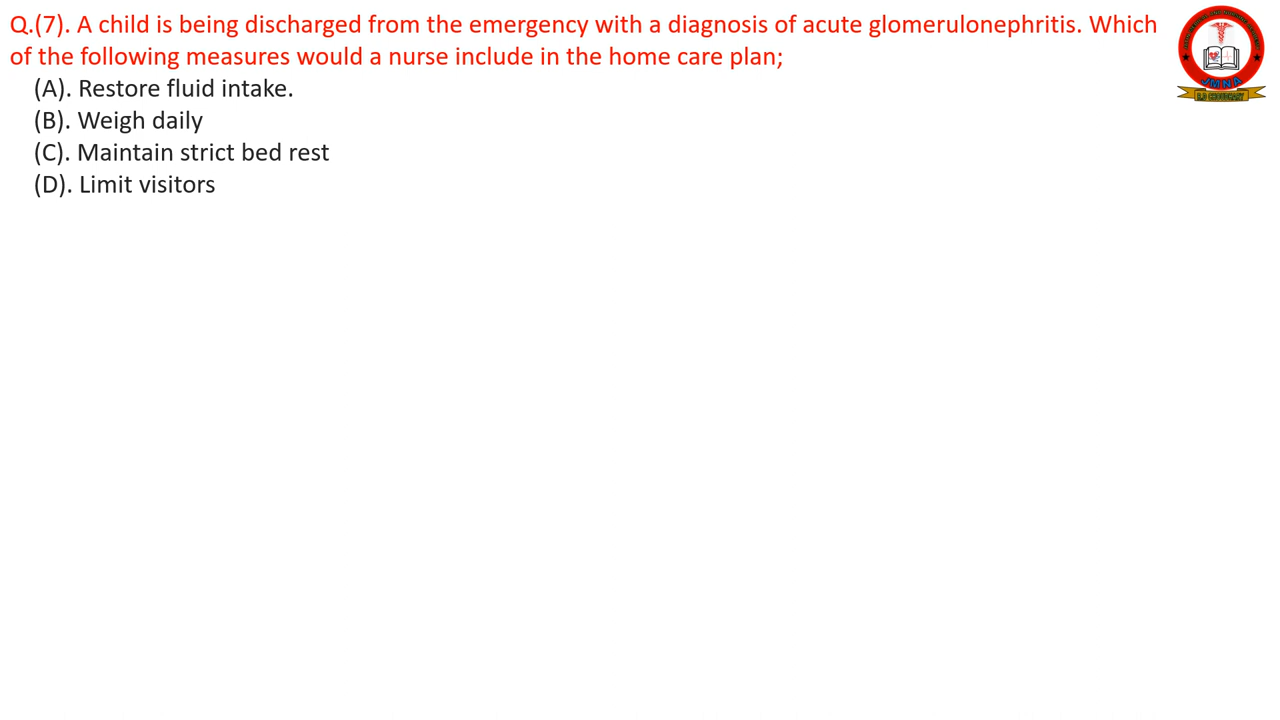 Q.(7). A child is being discharged from the emergency with a diagnosis of acute glomerulonephritis. Which
of the following measures would a nurse include in the home care plan;
(A). Restore fluid intake.
(B). Weigh daily
(C). Maintain strict bed rest
(D). Limit visitors
JMNA